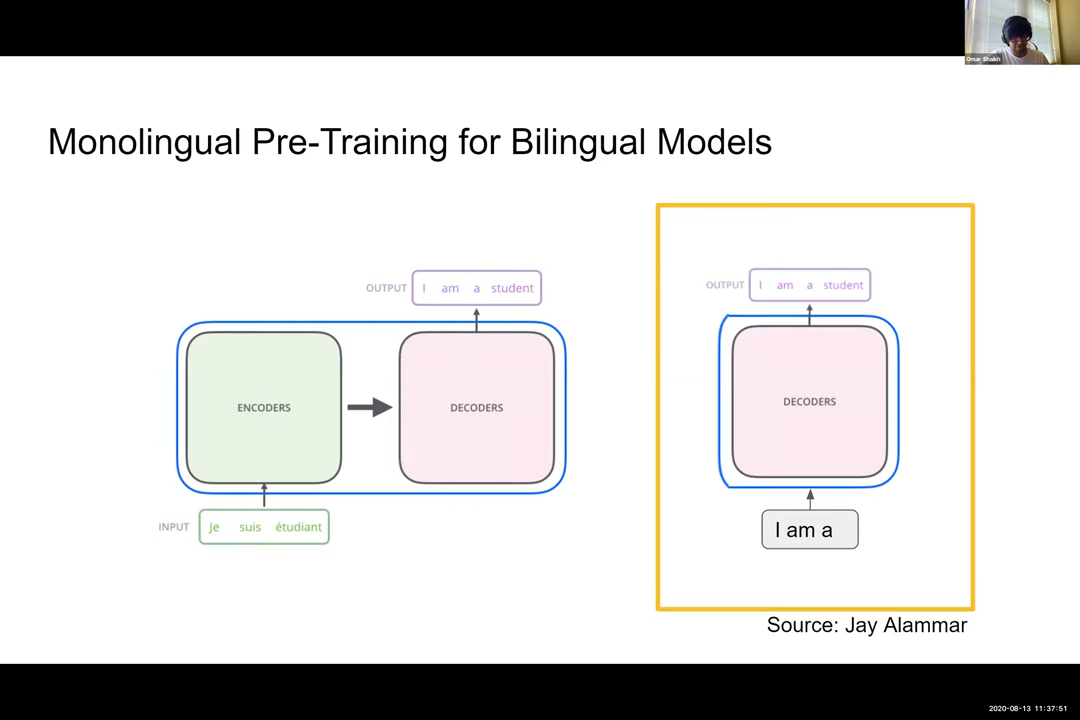 Omar Shaikh
Monolingual Pre-Training for Bilingual Models
OUTPUT I am a student
ENCODERS
DECODERS
INPUT Je suis étudiant
OUTPUT I am a student
DECODERS
I am a
Source: Jay Alammar
2020-08-13 11:37:51